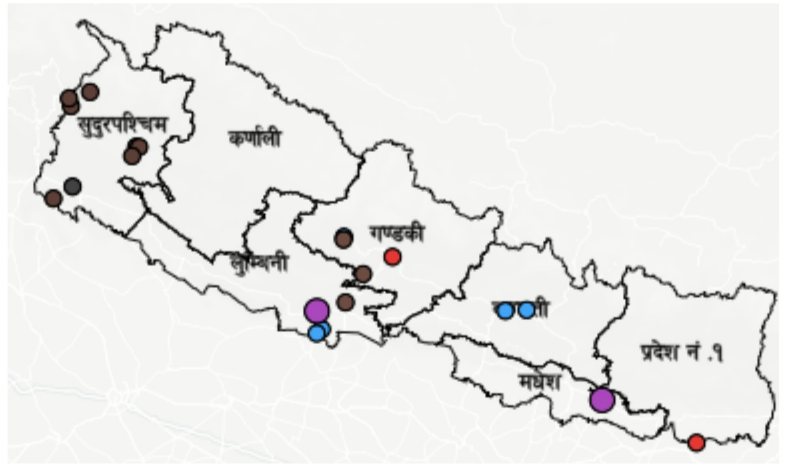 सुदुरपश्चिम
कर्णाली
गण्डकी
लुम्बिनी
प्रदेश नं .१
मधेश